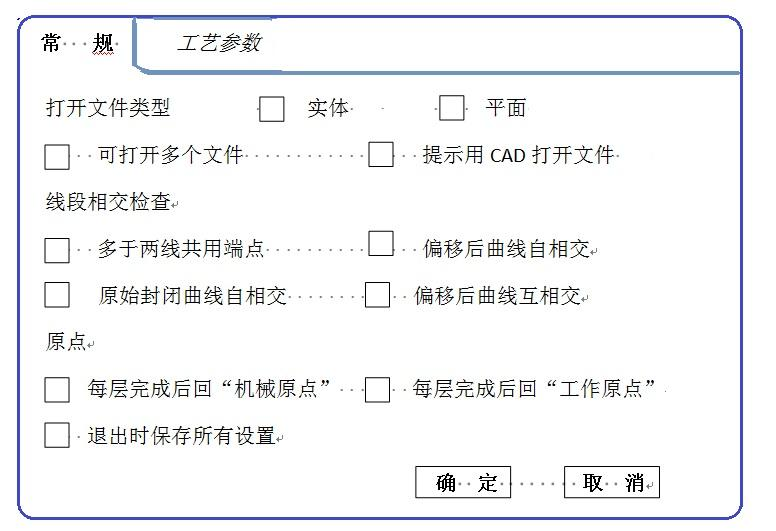 常规 工艺参数
打开文件类型 实体 平面
可打开多个文件 提示用 CAD 打开文件
线段相交检查
多于两线共用端点 偏移后曲线自相交
原始封闭曲线自相交 偏移后曲线互相交
原点
每层完成后回“机械原点” 每层完成后回“工作原点”
退出时保存所有设置
确定 取消